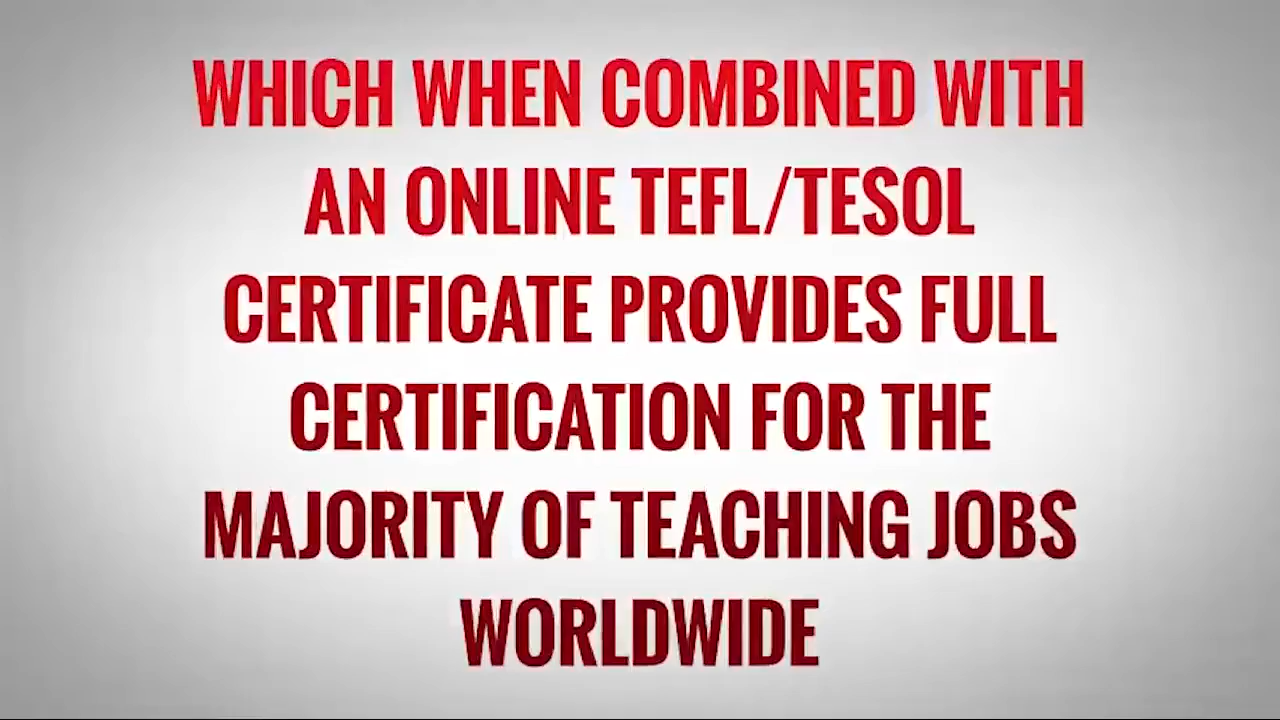 WHICH WHEN COMBINED WITH
AN ONLINE TEFL/TESOL
CERTIFICATE PROVIDES FULL
CERTIFICATION FOR THE
MAJORITY OF TEACHING JOBS
WORLDWIDE